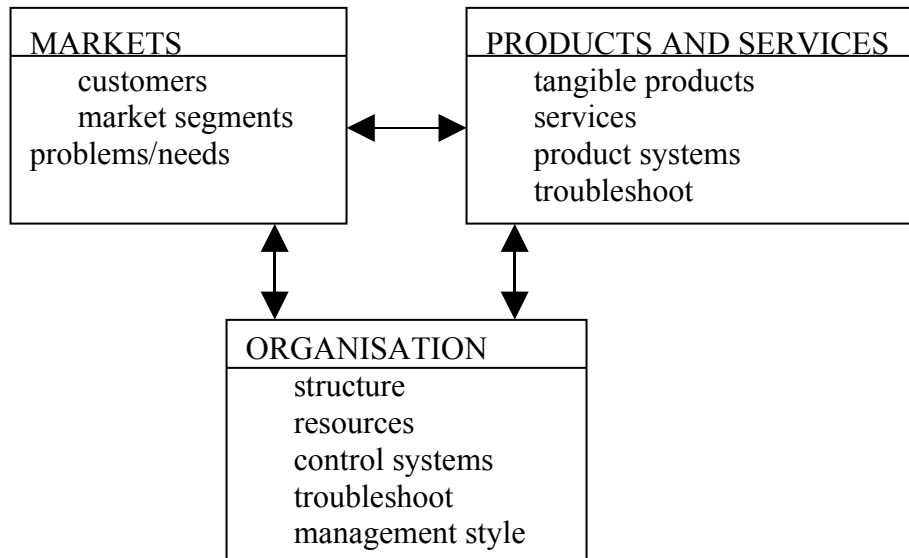 MARKETS
customers
market segments
problems/needs
PRODUCTS AND SERVICES
tangible products
services
product systems
troubleshoot
ORGANISATION
structure
resources
control systems
troubleshoot
management style